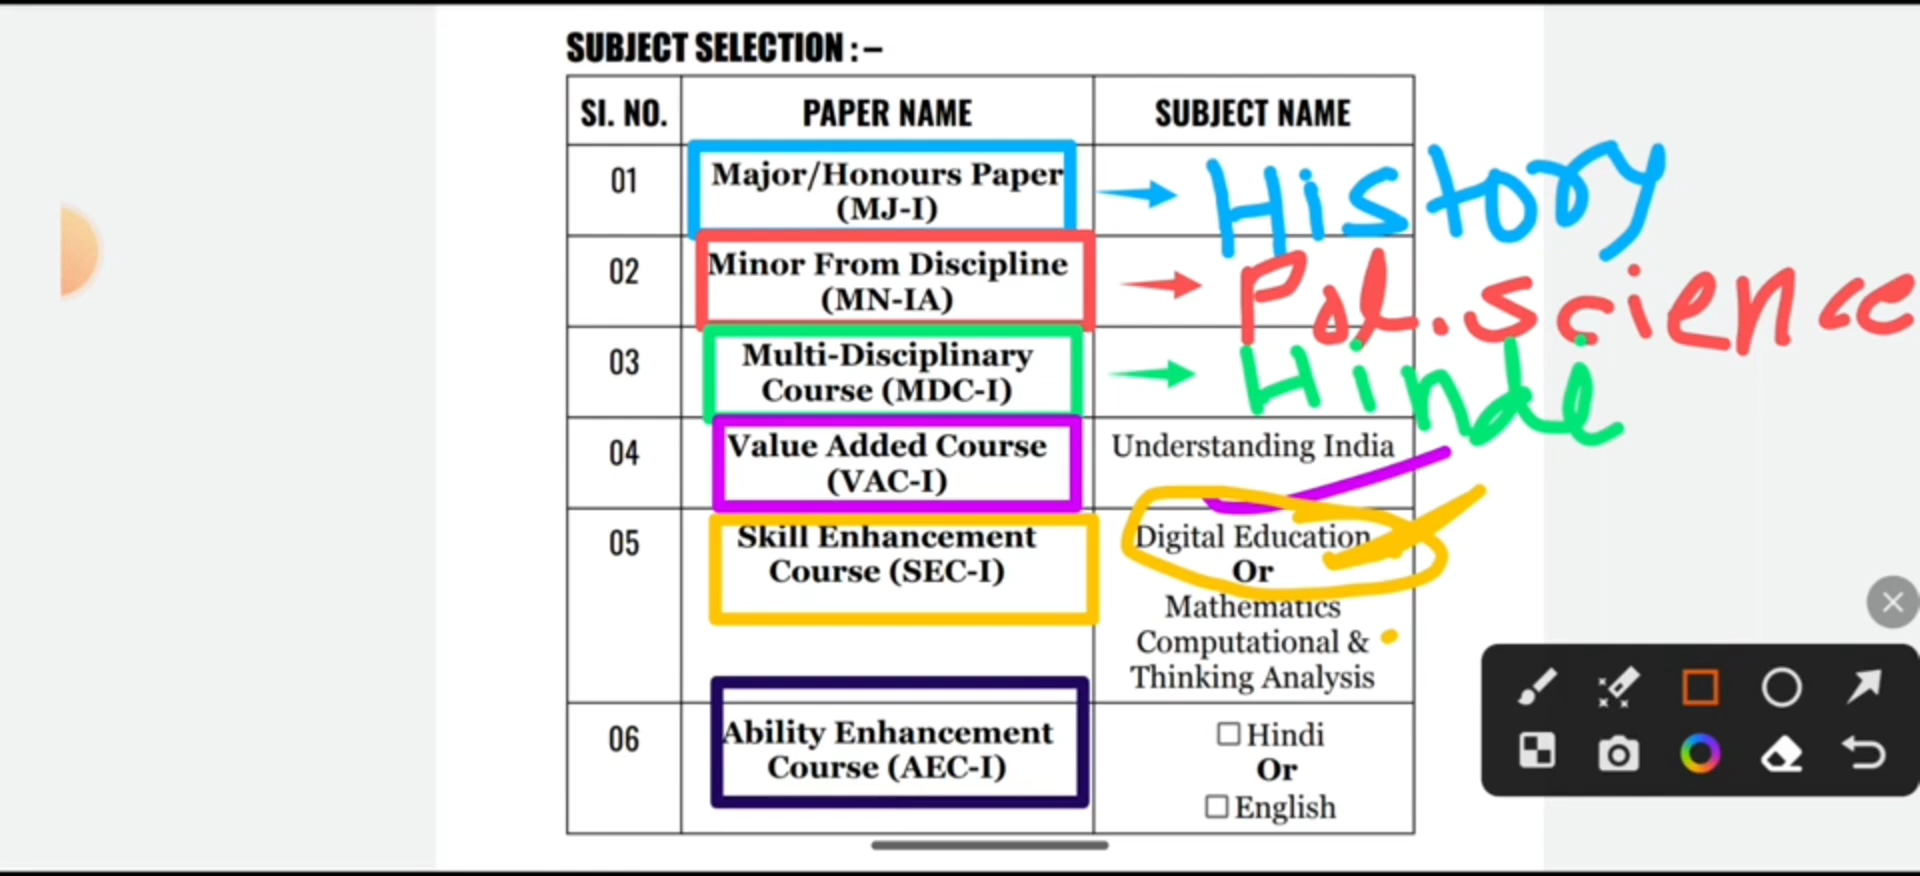 SUBJECT SELECTION : –
SI. NO. PAPER NAME SUBJECT NAME
01 Major/Honours Paper (MJ-I) History
02 Minor From Discipline (MN-IA) Pol. science
03 Multi-Disciplinary Course (MDC-I) Hindi
04 Value Added Course (VAC-I) Understanding India
05 Skill Enhancement Course (SEC-I) Digital Education
Or
Mathematics
Computational &
Thinking Analysis
06 Ability Enhancement Course (AEC-I) Hindi
Or
English